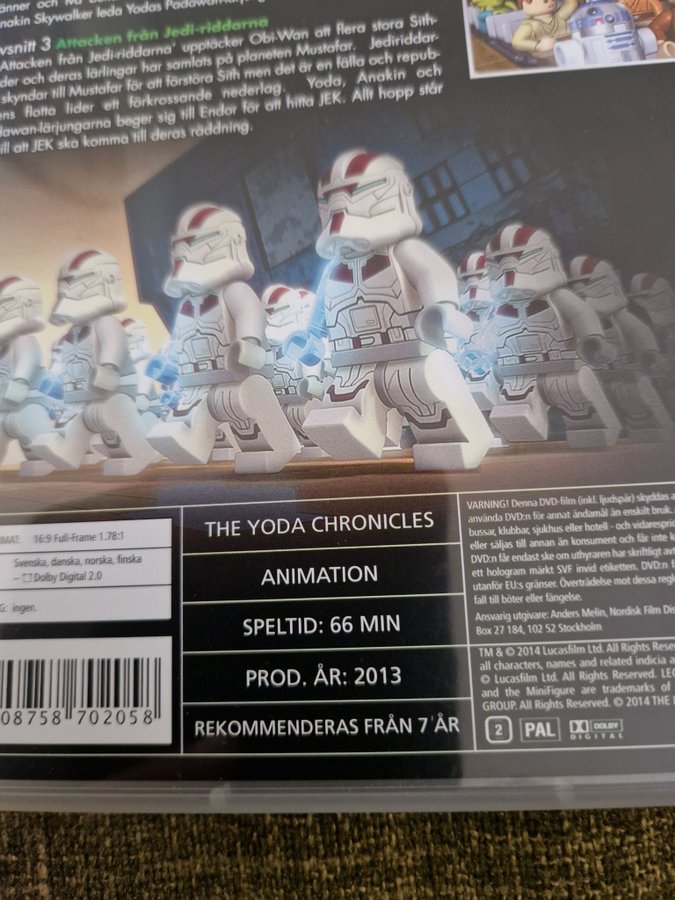 änner och två
nakin Skywalker leda Yodas Padawan
vsnitt 3 Attacken från Jedi-riddarna
Attacken från Jedi-riddarna' upptäcker Obi-Wan att flera stora Sith-
der och deras lärlingar har samlats på planeten Mustafar. Jediriddar-
skyndar till Mustafar för att förstöra Sith men det är en fälla och repub-
ens flotta lider ett förkrossande nederlag. Yoda, Anakin och
dawan-lärjungarna beger sig till Endor för att hitta JEK. Allt hopp står
ill att JEK ska komma till deras räddning.
MAT: 16:9 Full-Frame 1.78:1
Svenska, danska, norska, finska
– Dolby Digital 2.0
G: ingen.
08758 702058
THE YODA CHRONICLES
ANIMATION
SPELTID: 66 MIN
PROD. ÅR: 2013
REKOMMENDERAS FRÅN 7 ÅR
VARNING! Denna DVD-film (inkl. ljudspår) skyddas a
använda DVD:n för annat ändamål än enskilt bruk.
bussar, klubbar, sjukhus eller hotell - och vidarespri
eller säljas till annan än konsument och får inte k
DVD:n får endast ske om uthyraren har skriftligt av
ett hologram märkt SVF invid etiketten. DVD:n f
utanför EU:s gränser. Överträdelse mot dessa regl
fall till böter eller fängelse.
Ansvarig utgivare: Anders Melin, Nordisk Film Dis
Box 27 184, 102 52 Stockholm
TM & © 2014 Lucasfilm Ltd. All Rights Rese
all characters, names and related indicia a
© Lucasfilm Ltd. All Rights Reserved. LEG
and the MiniFigure are trademarks of
GROUP. All Rights Reserved. © 2014 THE L
2 PAL DOLBY
DIGITAL